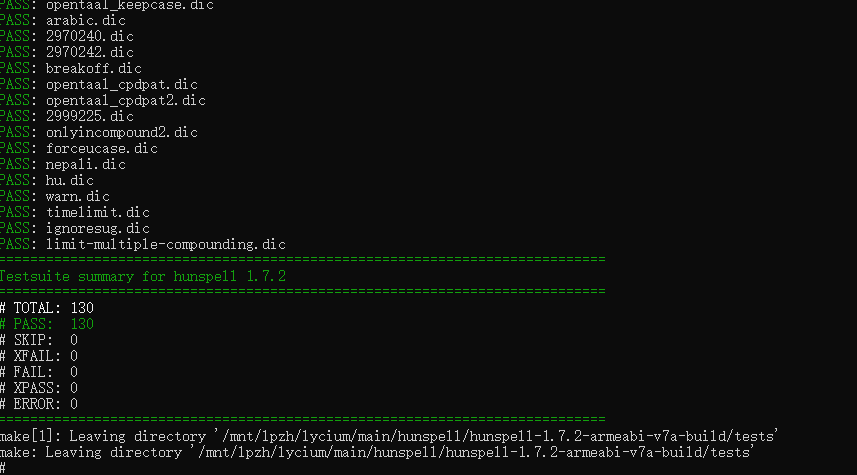 PASS: opentaal_keepcase.dic
PASS: arabic.dic
PASS: 2970240.dic
PASS: 2970242.dic
PASS: breakoff.dic
PASS: opentaal_cpdpat.dic
PASS: opentaal_cpdpat2.dic
PASS: 2999225.dic
PASS: onlyincompound2.dic
PASS: forceucase.dic
PASS: nepali.dic
PASS: hu.dic
PASS: warn.dic
PASS: timelimit.dic
PASS: ignoresug.dic
PASS: limit-multiple-compounding.dic
============================================================================
Testsuite summary for hunspell 1.7.2
============================================================================
# TOTAL: 130
# PASS:  130
# SKIP:  0
# XFAIL: 0
# FAIL:  0
# XPASS: 0
# ERROR: 0
============================================================================
make[1]: Leaving directory '/mnt/lpzh/lycium/main/hunspell/hunspell-1.7.2-armeabi-v7a-build/tests'
make: Leaving directory '/mnt/lpzh/lycium/main/hunspell/hunspell-1.7.2-armeabi-v7a-build/tests'
#